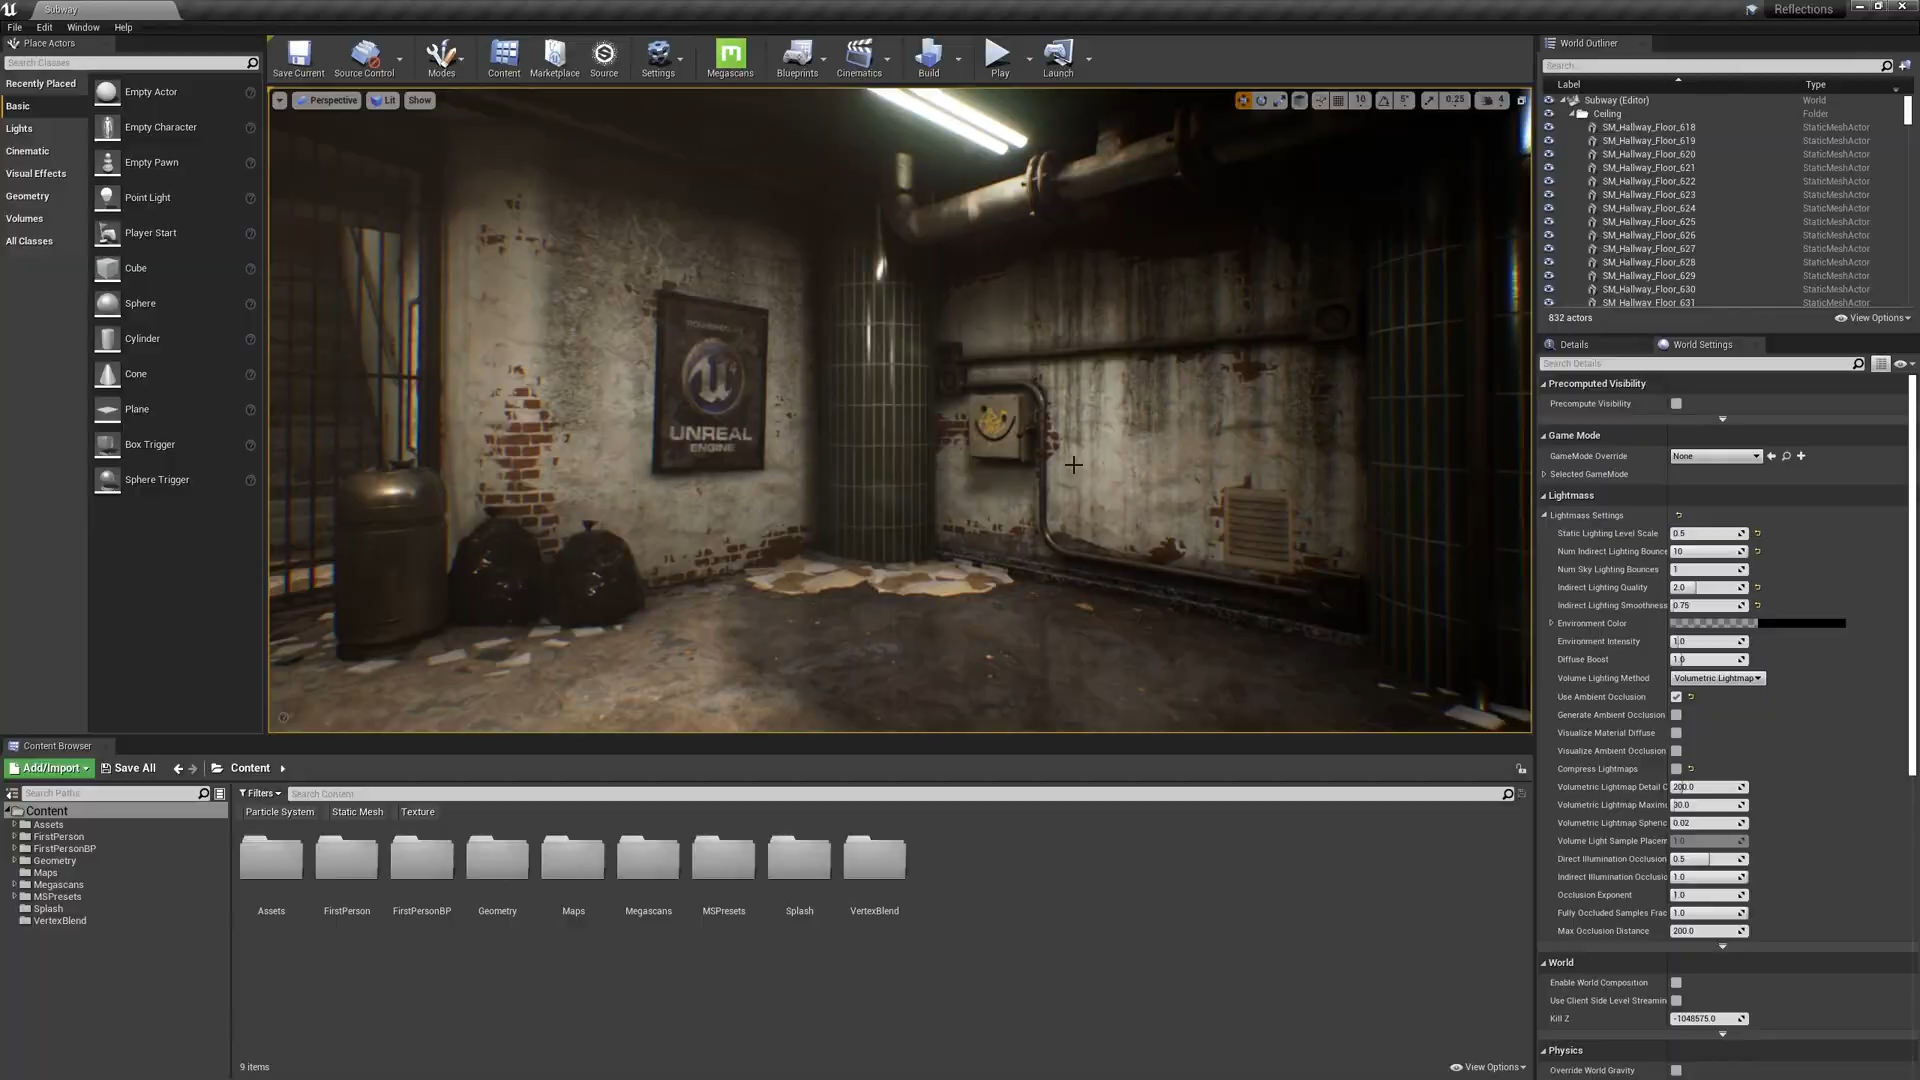 Subway
Reflections
File Edit Window Help
Place Actors
Search Classes
Recently Placed
Basic
Lights
Cinematic
Visual Effects
Geometry
Volumes
All Classes
Empty Actor
Empty Character
Empty Pawn
Point Light
Player Start
Cube
Sphere
Cylinder
Cone
Plane
Box Trigger
Sphere Trigger
Save Current
Source Control
Modes
Content
Marketplace
Source
Settings
Megascans
Blueprints
Cinematics
Build
Play
Launch
Perspective Lit Show
10 5° 0.25 4
UNREAL
ENGINE
World Outliner
Search...
Label Type
Subway (Editor) World
Ceiling Folder
SM_Hallway_Floor_618 StaticMeshActor
SM_Hallway_Floor_619 StaticMeshActor
SM_Hallway_Floor_620 StaticMeshActor
SM_Hallway_Floor_621 StaticMeshActor
SM_Hallway_Floor_622 StaticMeshActor
SM_Hallway_Floor_623 StaticMeshActor
SM_Hallway_Floor_624 StaticMeshActor
SM_Hallway_Floor_625 StaticMeshActor
SM_Hallway_Floor_626 StaticMeshActor
SM_Hallway_Floor_627 StaticMeshActor
SM_Hallway_Floor_628 StaticMeshActor
SM_Hallway_Floor_629 StaticMeshActor
SM_Hallway_Floor_630 StaticMeshActor
SM_Hallway_Floor_631 StaticMeshActor
832 actors View Options
Details World Settings
Search Details
Precomputed Visibility
Precompute Visibility
Game Mode
GameMode Override None
Selected GameMode
Lightmass
Lightmass Settings
Static Lighting Level Scale 0.5
Num Indirect Lighting Bounce 10
Num Sky Lighting Bounces 1
Indirect Lighting Quality 2.0
Indirect Lighting Smoothness 0.75
Environment Color
Environment Intensity 1.0
Diffuse Boost 1.0
Volume Lighting Method Volumetric Lightmap
Use Ambient Occlusion
Generate Ambient Occlusion
Visualize Material Diffuse
Visualize Ambient Occlusion
Compress Lightmaps
Volumetric Lightmap Detail C 200.0
Volumetric Lightmap Maximu 30.0
Volumetric Lightmap Spheric 0.02
Volume Light Sample Placem 1.0
Direct Illumination Occlusion 0.5
Indirect Illumination Occlusic 1.0
Occlusion Exponent 1.0
Fully Occluded Samples Frac 1.0
Max Occlusion Distance 200.0
World
Enable World Composition
Use Client Side Level Streamin
Kill Z -1048575.0
Physics
Override World Gravity
Content Browser
Add/Import Save All Content
Search Paths
Content
Assets
FirstPerson
FirstPersonBP
Geometry
Maps
Megascans
MSPresets
Splash
VertexBlend
Filters Search Content
Particle System Static Mesh Texture
Assets FirstPerson FirstPersonBP Geometry Maps Megascans MSPresets Splash VertexBlend
9 items View Options